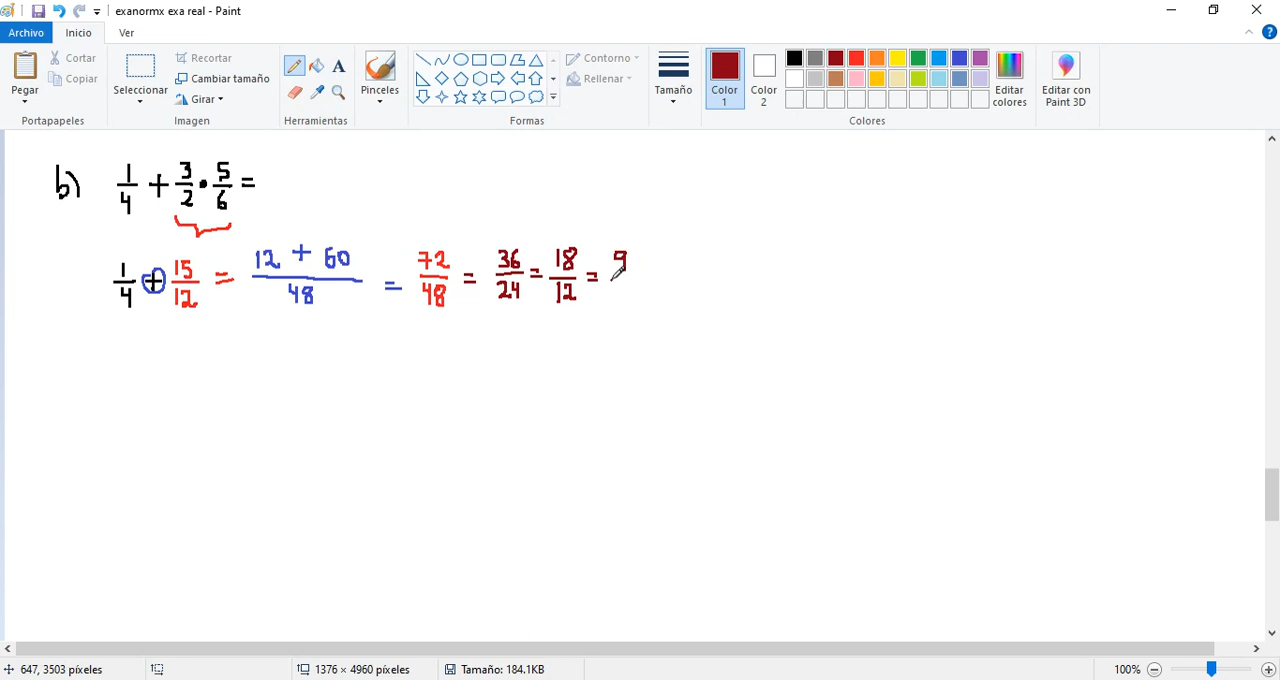 exanormx exa real - Paint
Archivo Inicio Ver
Pegar
Cortar
Copiar
Portapapeles
Seleccionar
Recortar
Cambiar tamaño
Girar
Imagen
A
Herramientas
Pinceles
Contorno
Rellenar
Formas
Tamaño
Color 1
Color 2
Editar colores
Colores
Editar con Paint 3D
b) 1/4 + 3/2 · 5/6 =
1/4 + 15/12 = 12 + 60/48 = 72/48 = 36/24 = 18/12 = 9
647, 3503 píxeles
1376 × 4960 píxeles
Tamaño: 184.1KB
100%